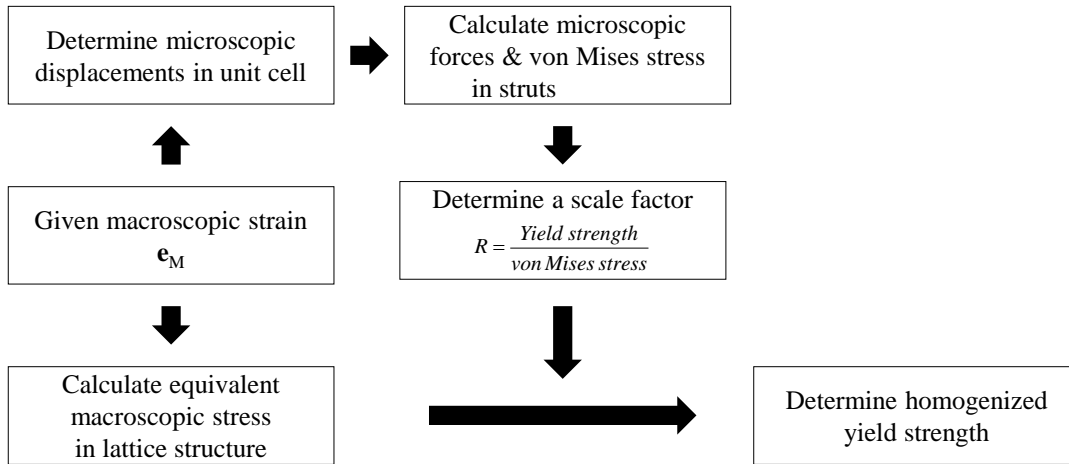 Determine microscopic
displacements in unit cell
Calculate microscopic
forces & von Mises stress
in struts
Given macroscopic strain
e_M
Determine a scale factor
R = Yield strength / von Mises stress
Calculate equivalent
macroscopic stress
in lattice structure
Determine homogenized
yield strength